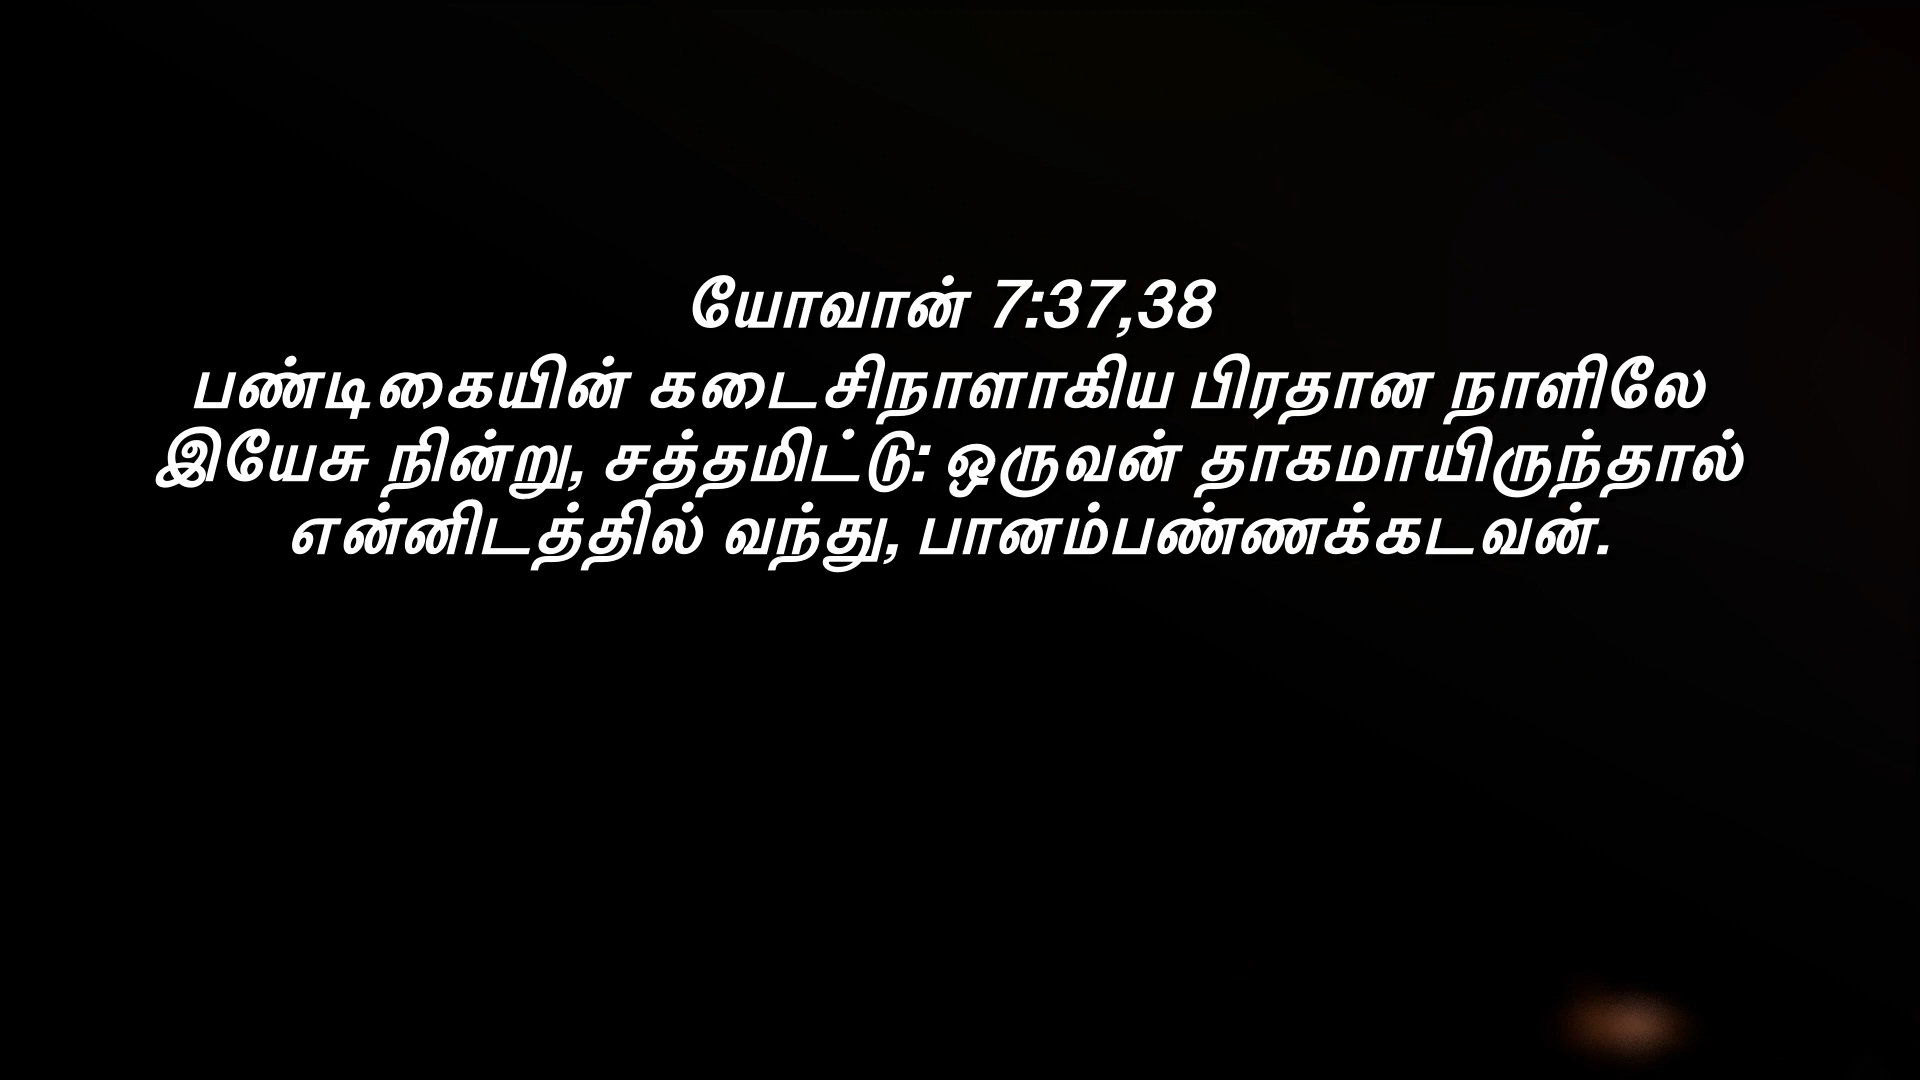 யோவான் 7:37,38
பண்டிகையின் கடைசிநாளாகிய பிரதான நாளிலே
இயேசு நின்று, சத்தமிட்டு: ஒருவன் தாகமாயிருந்தால்
என்னிடத்தில் வந்து, பானம்பண்ணக்கடவன்.